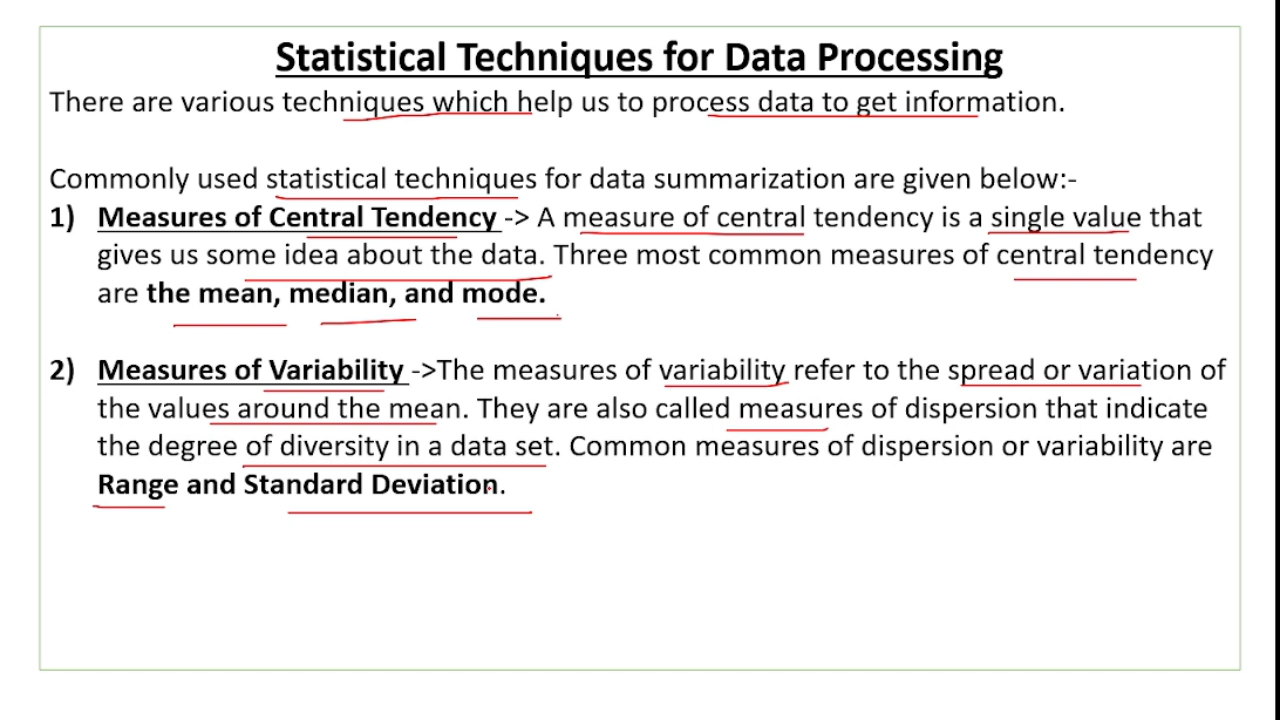 Statistical Techniques for Data Processing
There are various techniques which help us to process data to get information.
Commonly used statistical techniques for data summarization are given below:-
1) Measures of Central Tendency -> A measure of central tendency is a single value that
gives us some idea about the data. Three most common measures of central tendency
are the mean, median, and mode.
2) Measures of Variability ->The measures of variability refer to the spread or variation of
the values around the mean. They are also called measures of dispersion that indicate
the degree of diversity in a data set. Common measures of dispersion or variability are
Range and Standard Deviation.